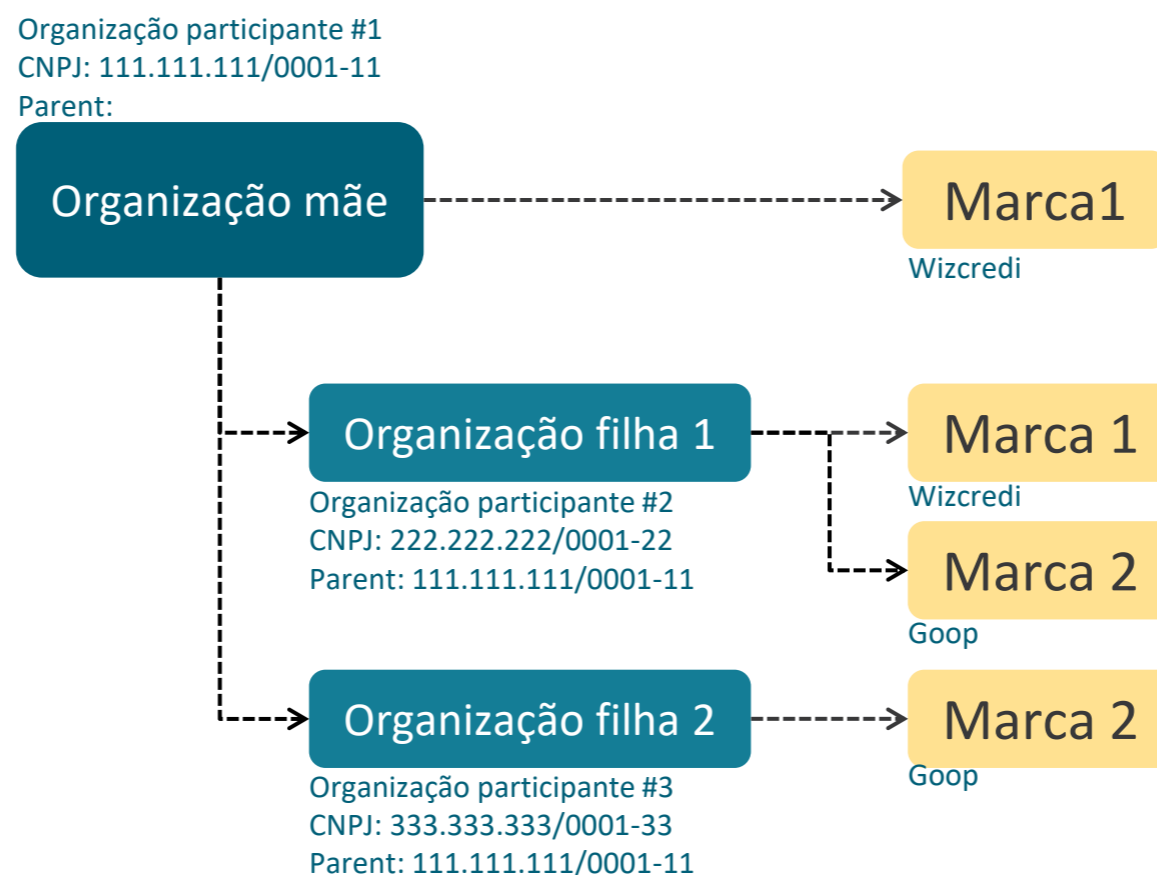 Organização participante #1
CNPJ: 111.111.111/0001-11
Parent:
Organização mãe
Marca1
Wizcredi
Organização filha 1
Marca 1
Wizcredi
Organização participante #2
CNPJ: 222.222.222/0001-22
Parent: 111.111.111/0001-11
Marca 2
Goop
Organização filha 2
Marca 2
Goop
Organização participante #3
CNPJ: 333.333.333/0001-33
Parent: 111.111.111/0001-11